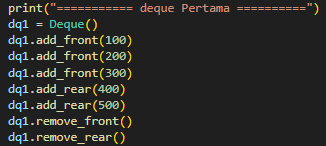 print("=========== deque Pertama ==========")
dq1 = Deque()
dq1.add_front(100)
dq1.add_front(200)
dq1.add_front(300)
dq1.add_rear(400)
dq1.add_rear(500)
dq1.remove_front()
dq1.remove_rear()